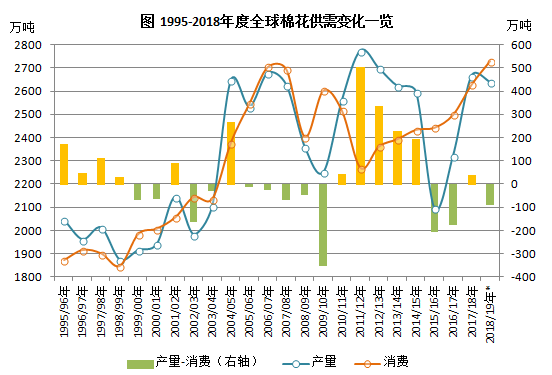 图 1995-2018年度全球棉花供需变化一览
万吨
万吨
2800
2700
2600
2500
2400
2300
2200
2100
2000
1900
1800
600
500
400
300
200
100
0
-100
-200
-300
-400
1995/96年
1996/97年
1997/98年
1998/99年
1999/00年
2000/01年
2001/02年
2002/03年
2003/04年
2004/05年
2005/06年
2006/07年
2007/08年
2008/09年
2009/10年
2010/11年
2011/12年
2012/13年
2013/14年
2014/15年
2015/16年
2016/17年
2017/18年
2018/19年*
产量-消费（右轴） 产量 消费